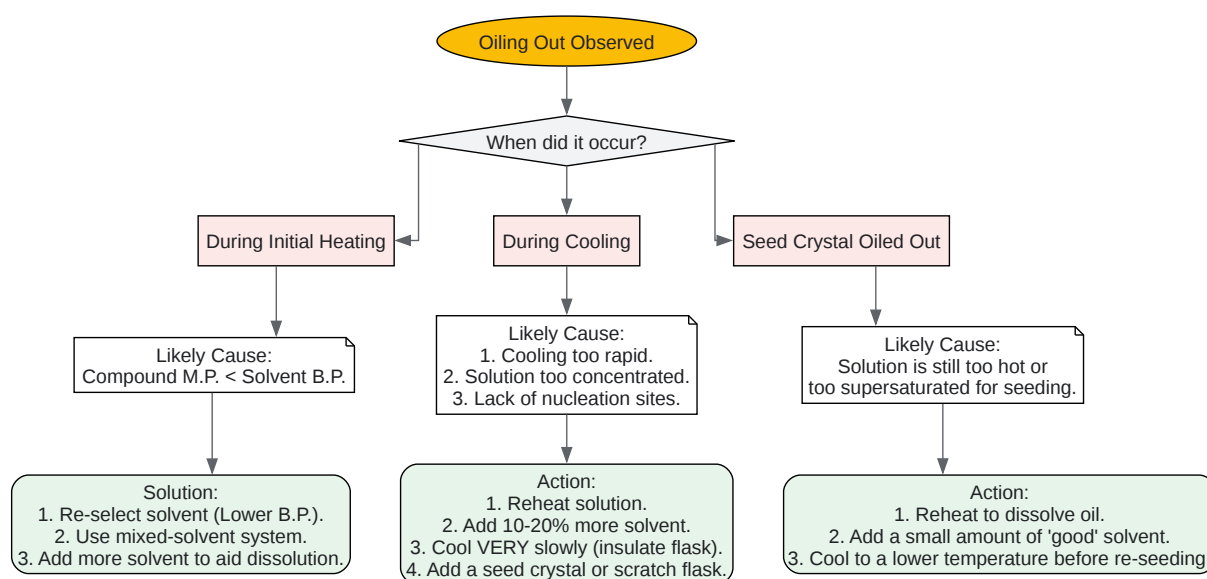 Oiling Out Observed
When did it occur?
During Initial Heating
During Cooling
Seed Crystal Oiled Out
Likely Cause:
Compound M.P. < Solvent B.P.
Likely Cause:
1. Cooling too rapid.
2. Solution too concentrated.
3. Lack of nucleation sites.
Likely Cause:
Solution is still too hot or
too supersaturated for seeding.
Solution:
1. Re-select solvent (Lower B.P.).
2. Use mixed-solvent system.
3. Add more solvent to aid dissolution.
Action:
1. Reheat solution.
2. Add 10-20% more solvent.
3. Cool VERY slowly (insulate flask).
4. Add a seed crystal or scratch flask.
Action:
1. Reheat to dissolve oil.
2. Add a small amount of 'good' solvent.
3. Cool to a lower temperature before re-seeding